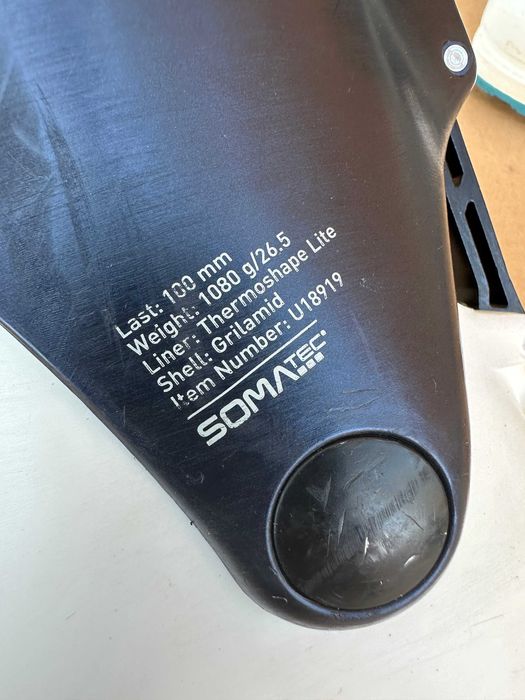 Last: 100 mm
Weight: 1080 g/26.5
Liner: Thermoshape Lite
Shell: Grilamid
Item Number: U18919
SOMATEC